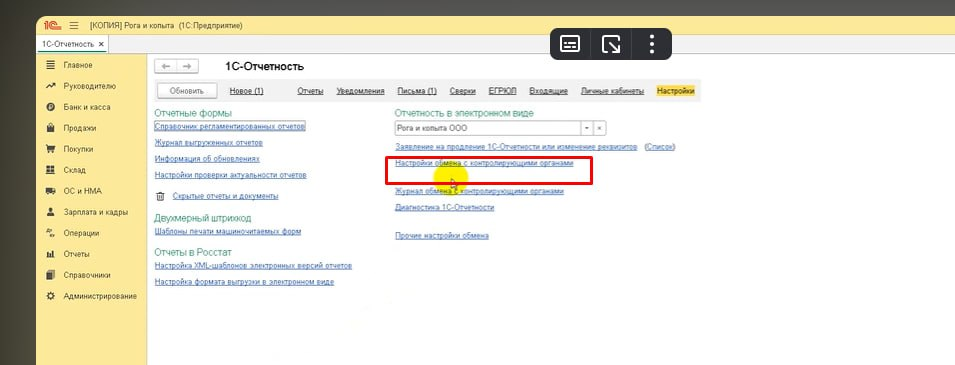 1С [КОПИЯ] Рога и копыта (1С:Предприятие)
1С-Отчетность ×
Главное
Руководителю
Банк и касса
Продажи
Покупки
Склад
ОС и НМА
Зарплата и кадры
Операции
Отчеты
Справочники
Администрирование
1С-Отчетность
Обновить Новое (1) Отчеты Уведомления Письма (1) Сверки ЕГРЮЛ Входящие Личные кабинеты Настройки
Отчетные формы
Справочник регламентированных отчетов
Журнал выгруженных отчетов
Информация об обновлениях
Настройки проверки актуальности отчетов
Скрытые отчеты и документы
Двухмерный штрихкод
Шаблоны печати машиночитаемых форм
Отчеты в Росстат
Настройка XML-шаблонов электронных версий отчетов
Настройка формата выгрузки в электронном виде
Отчетность в электронном виде
Рога и копыта ООО
Заявление на продление 1С-Отчетности или изменение реквизитов (Список)
Настройки обмена с контролирующими органами
Журнал обмена с контролирующими органами
Диагностика 1С-Отчетности
Прочие настройки обмена